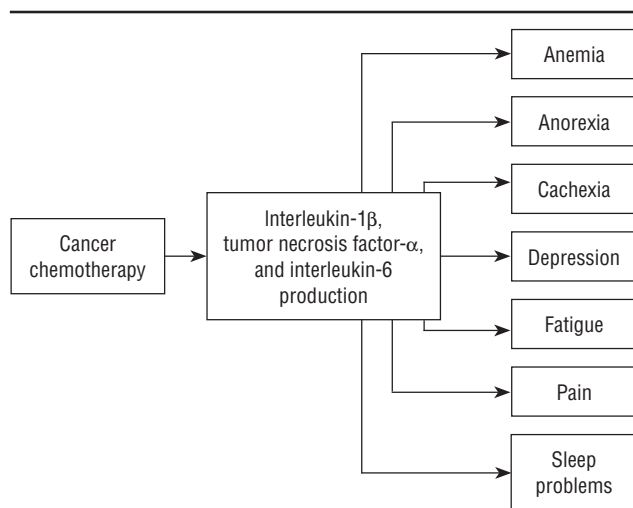 Cancer
chemotherapy
Interleukin-1β,
tumor necrosis factor-α,
and interleukin-6
production
Anemia
Anorexia
Cachexia
Depression
Fatigue
Pain
Sleep
problems